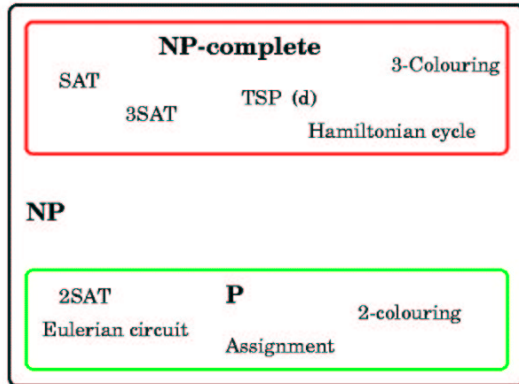 NP-complete
3-Colouring
SAT
TSP (d)
3SAT
Hamiltonian cycle
NP
2SAT
P
2-colouring
Eulerian circuit
Assignment